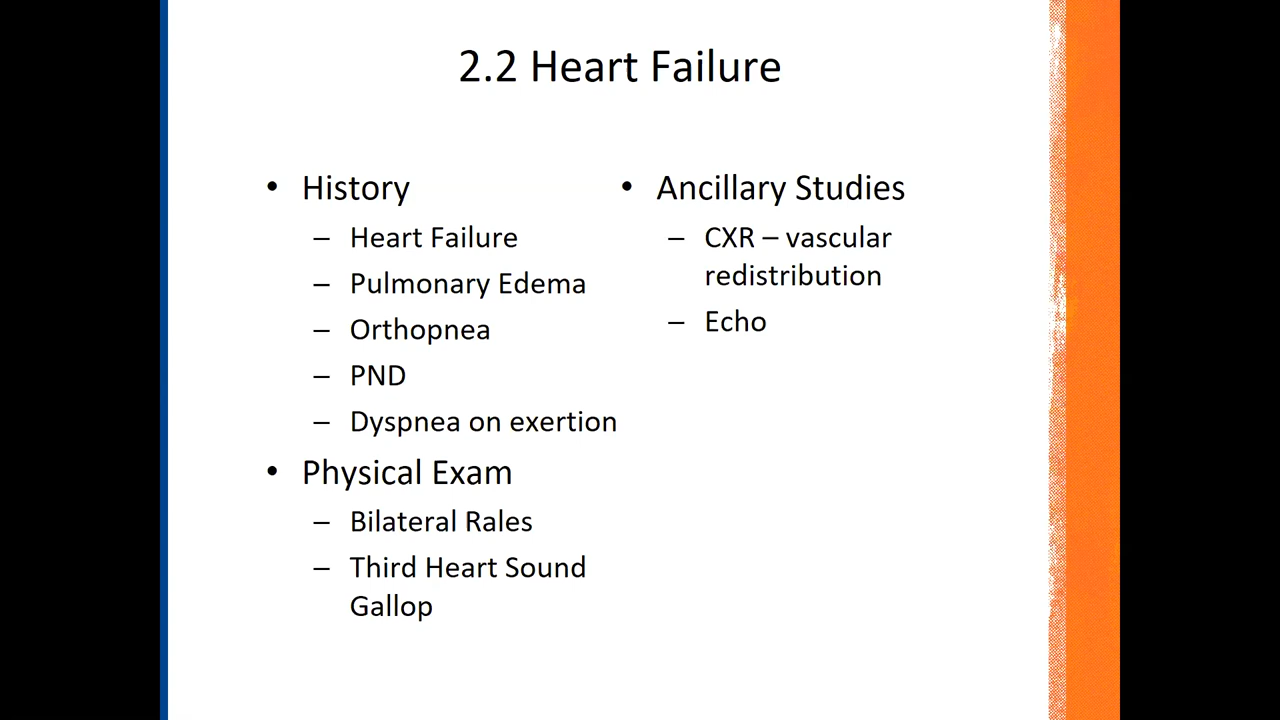 2.2 Heart Failure
• History
– Heart Failure
– Pulmonary Edema
– Orthopnea
– PND
– Dyspnea on exertion
• Physical Exam
– Bilateral Rales
– Third Heart Sound
Gallop
• Ancillary Studies
– CXR – vascular
redistribution
– Echo